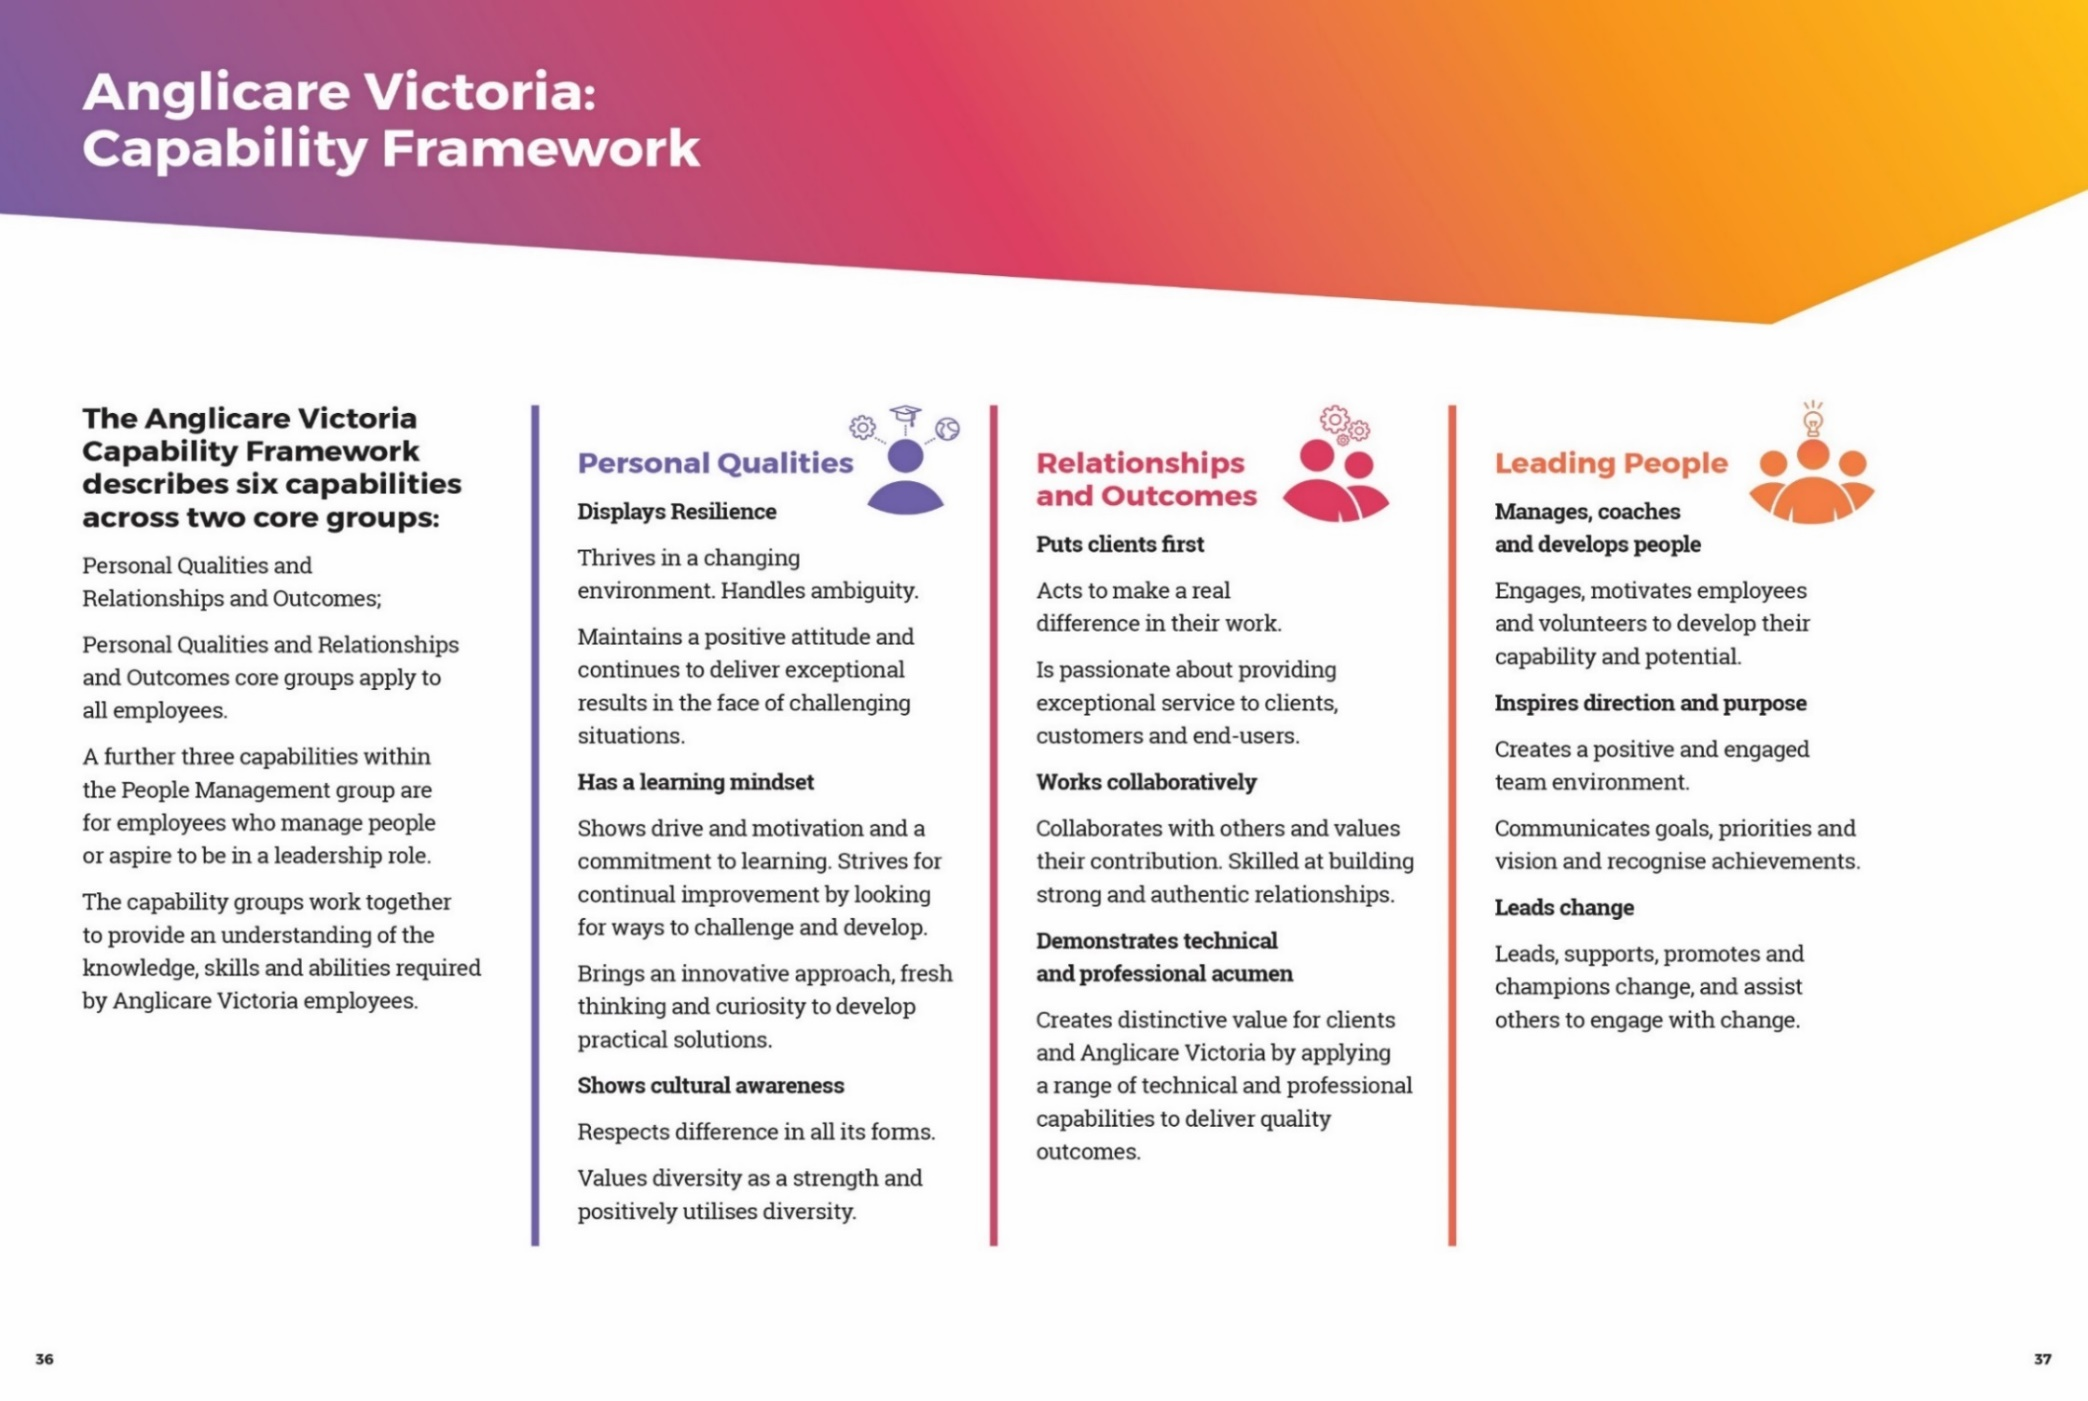 Anglicare Victoria:
Capability Framework
The Anglicare Victoria
Capability Framework
describes six capabilities
across two core groups:
Personal Qualities and
Relationships and Outcomes;
Personal Qualities and Relationships
and Outcomes core groups apply to
all employees.
A further three capabilities within
the People Management group are
for employees who manage people
or aspire to be in a leadership role.
The capability groups work together
to provide an understanding of the
knowledge, skills and abilities required
by Anglicare Victoria employees.
Personal Qualities
Displays Resilience
Thrives in a changing
environment. Handles ambiguity.
Maintains a positive attitude and
continues to deliver exceptional
results in the face of challenging
situations.
Has a learning mindset
Shows drive and motivation and a
commitment to learning. Strives for
continual improvement by looking
for ways to challenge and develop.
Brings an innovative approach, fresh
thinking and curiosity to develop
practical solutions.
Shows cultural awareness
Respects difference in all its forms.
Values diversity as a strength and
positively utilises diversity.
Relationships
and Outcomes
Puts clients first
Acts to make a real
difference in their work.
Is passionate about providing
exceptional service to clients,
customers and end-users.
Works collaboratively
Collaborates with others and values
their contribution. Skilled at building
strong and authentic relationships.
Demonstrates technical
and professional acumen
Creates distinctive value for clients
and Anglicare Victoria by applying
a range of technical and professional
capabilities to deliver quality
outcomes.
Leading People
Manages, coaches
and develops people
Engages, motivates employees
and volunteers to develop their
capability and potential.
Inspires direction and purpose
Creates a positive and engaged
team environment.
Communicates goals, priorities and
vision and recognise achievements.
Leads change
Leads, supports, promotes and
champions change, and assist
others to engage with change.
36
37